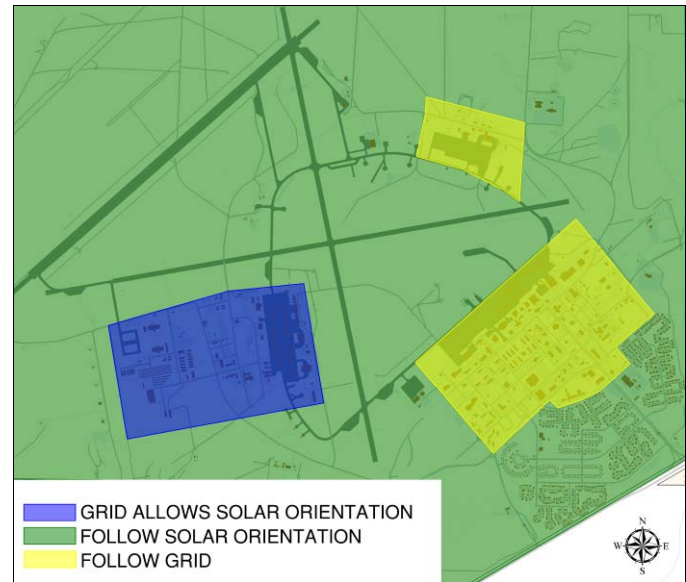 GRID ALLOWS SOLAR ORIENTATION
FOLLOW SOLAR ORIENTATION
FOLLOW GRID
N
W E
S